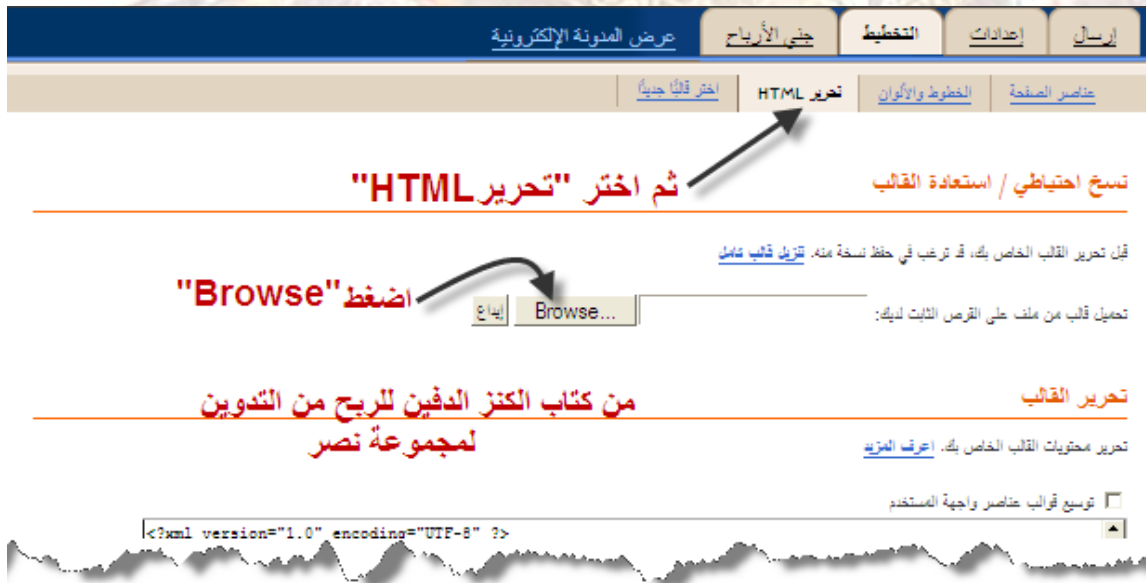 إرسال إعدادات التخطيط جني الأرباح عرض المدونة الإلكترونية
عناصر الصفحة الخطوط والألوان تحرير HTML اختر قالبًا جديدًا
نسخ احتياطي / استعادة القالب
ثم اختر "تحرير HTML"
قبل تحرير القالب الخاص بك، قد ترغب في حفظ نسخة منه. تنزيل قالب كامل
اضغط "Browse"
تحميل قالب من ملف على القرص الثابت لديك: Browse... إيداع
تحرير القالب
من كتاب الكنز الدفين للربح من التدوين
لمجموعة نصر
تحرير محتويات القالب الخاص بك. اعرف المزيد
توسيع قوالب عناصر واجهة المستخدم
<?xml version="1.0" encoding="UTF-8" ?>